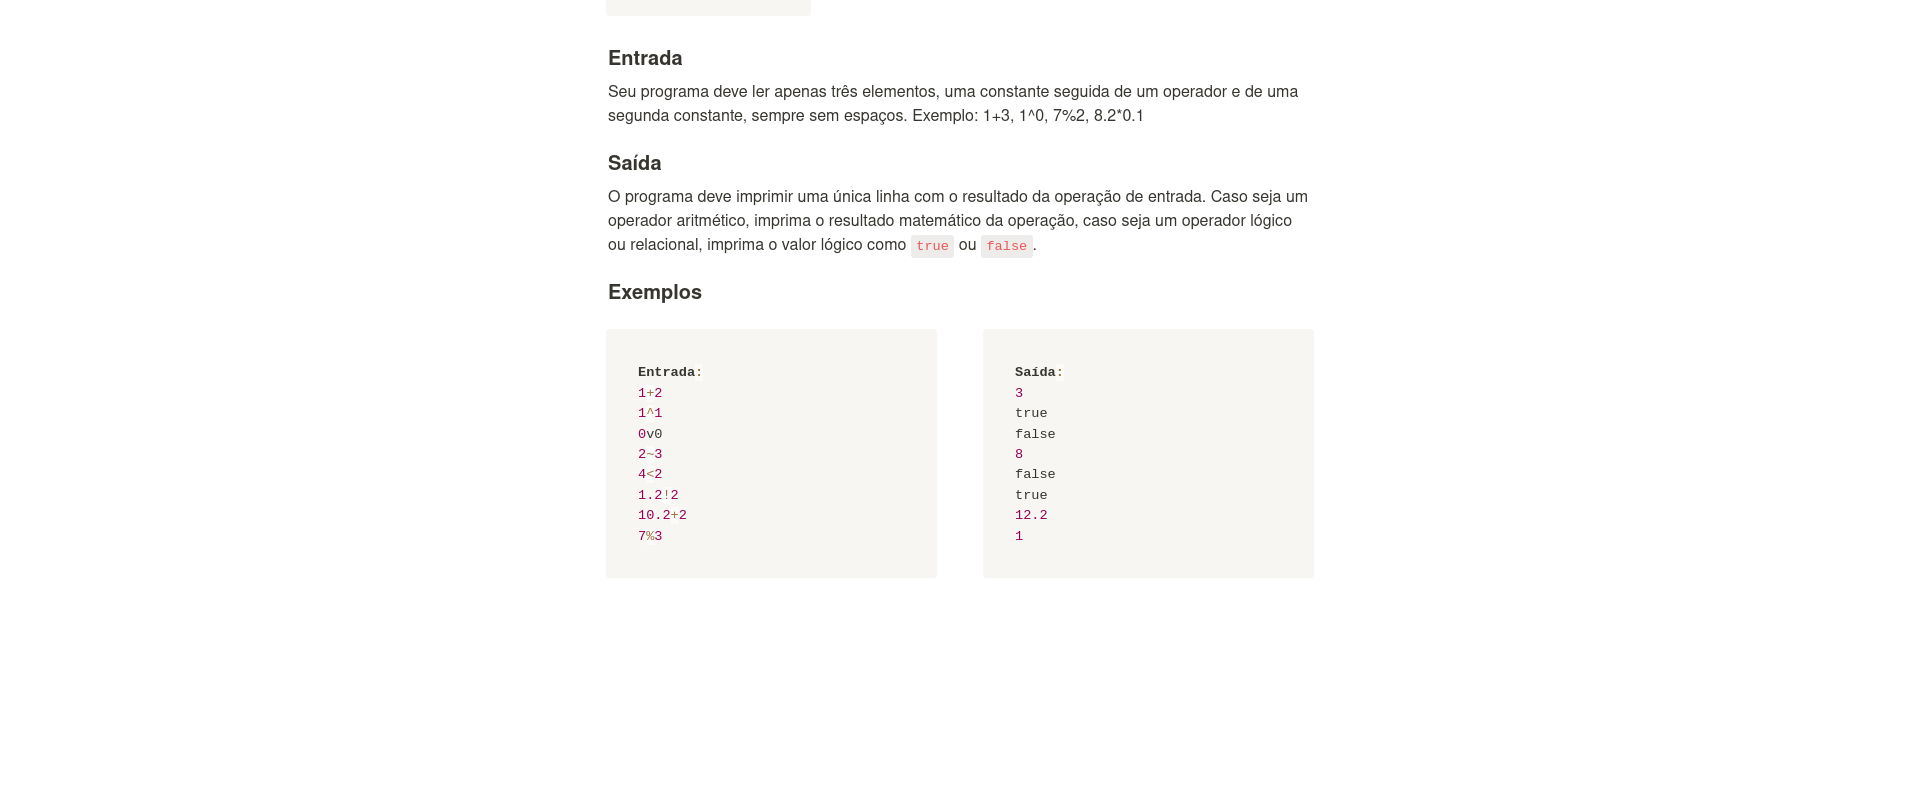 Entrada
Seu programa deve ler apenas três elementos, uma constante seguida de um operador e de uma
segunda constante, sempre sem espaços. Exemplo: 1+3, 1^0, 7%2, 8.2*0.1
Saída
O programa deve imprimir uma única linha com o resultado da operação de entrada. Caso seja um
operador aritmético, imprima o resultado matemático da operação, caso seja um operador lógico
ou relacional, imprima o valor lógico como true ou false.
Exemplos
Entrada:
1+2
1^1
0v0
2~3
4<2
1.2!2
10.2+2
7%3
Saída:
3
true
false
8
false
true
12.2
1